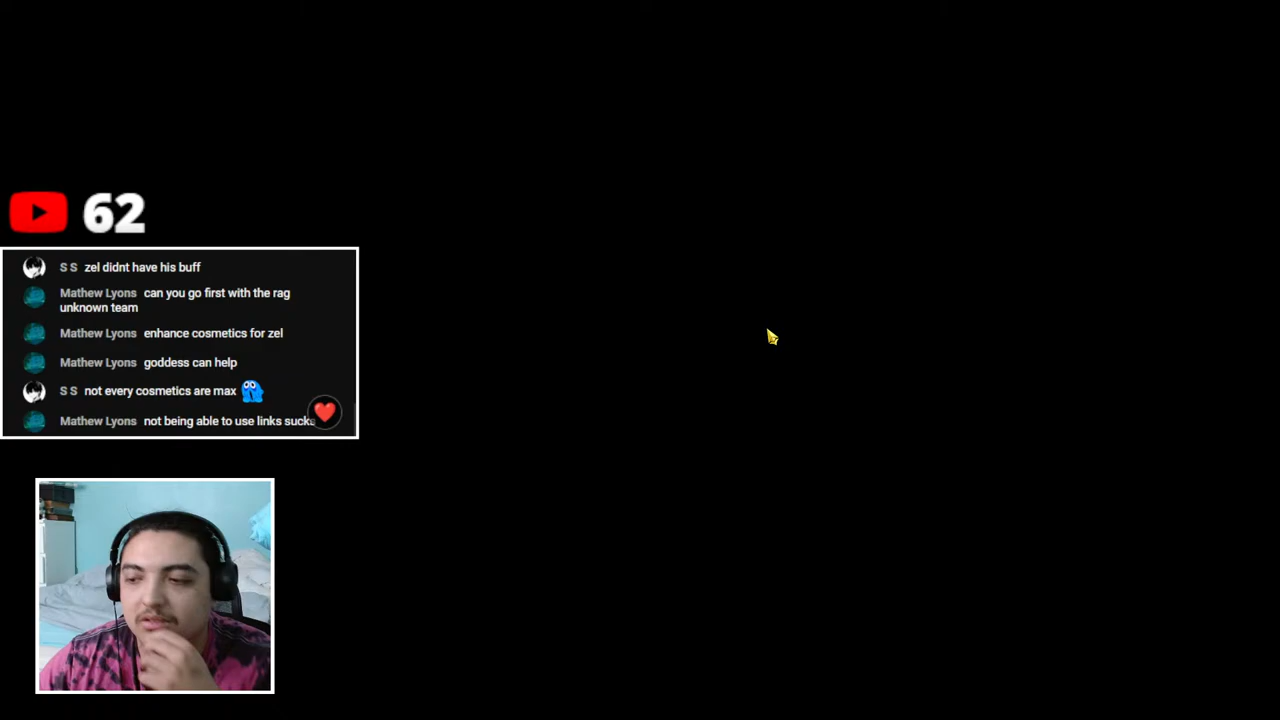 62
S S zel didnt have his buff
Mathew Lyons can you go first with the rag
unknown team
Mathew Lyons enhance cosmetics for zel
Mathew Lyons goddess can help
S S not every cosmetics are max
Mathew Lyons not being able to use links sucks